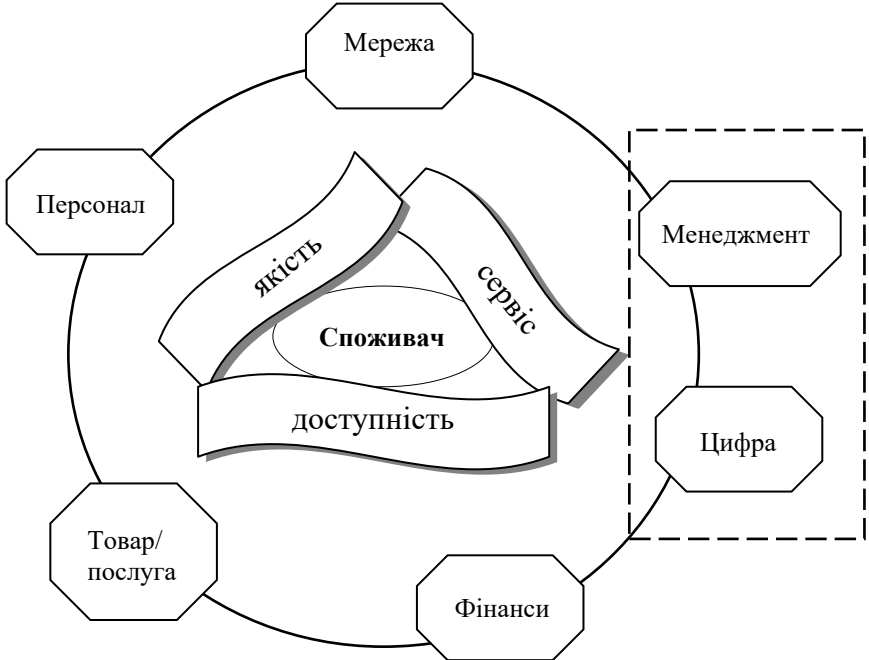 Мережа
Персонал
Менеджмент
якість
сервіс
Споживач
доступність
Цифра
Товар/
послуга
Фінанси